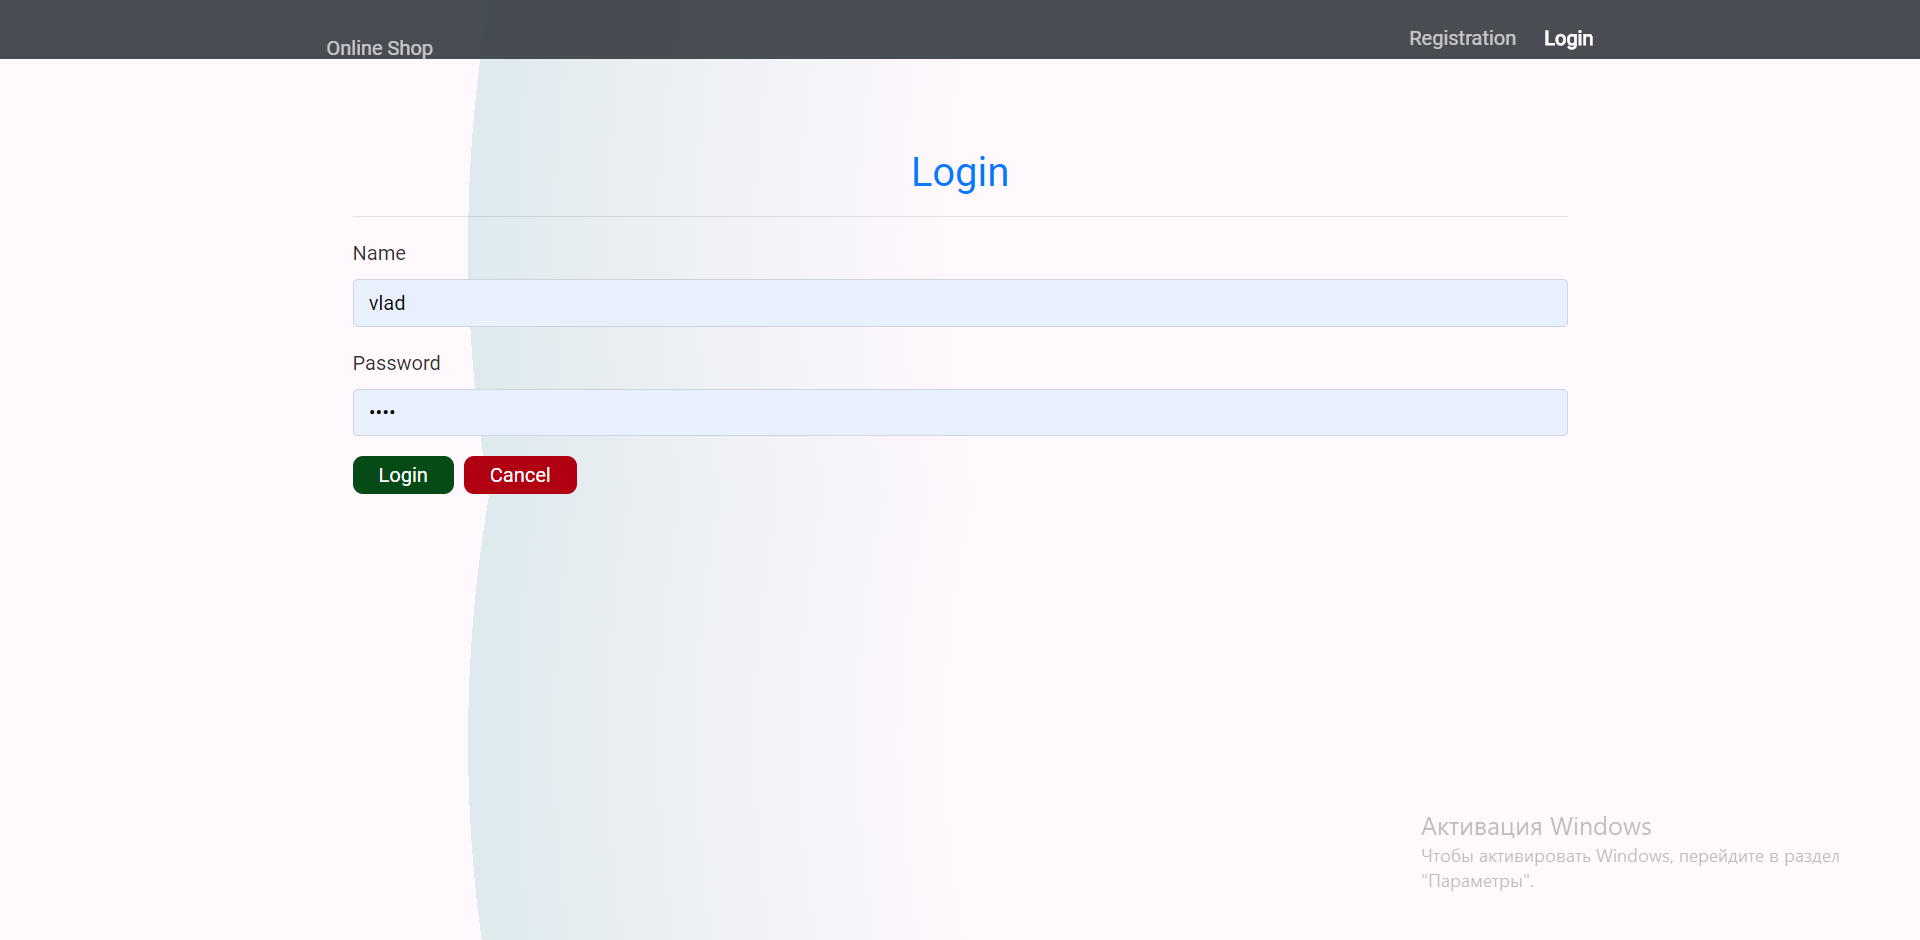 Online Shop
Registration
Login
Login
Name
vlad
Password
••••
Login
Cancel
Активация Windows
Чтобы активировать Windows, перейдите в раздел
"Параметры".